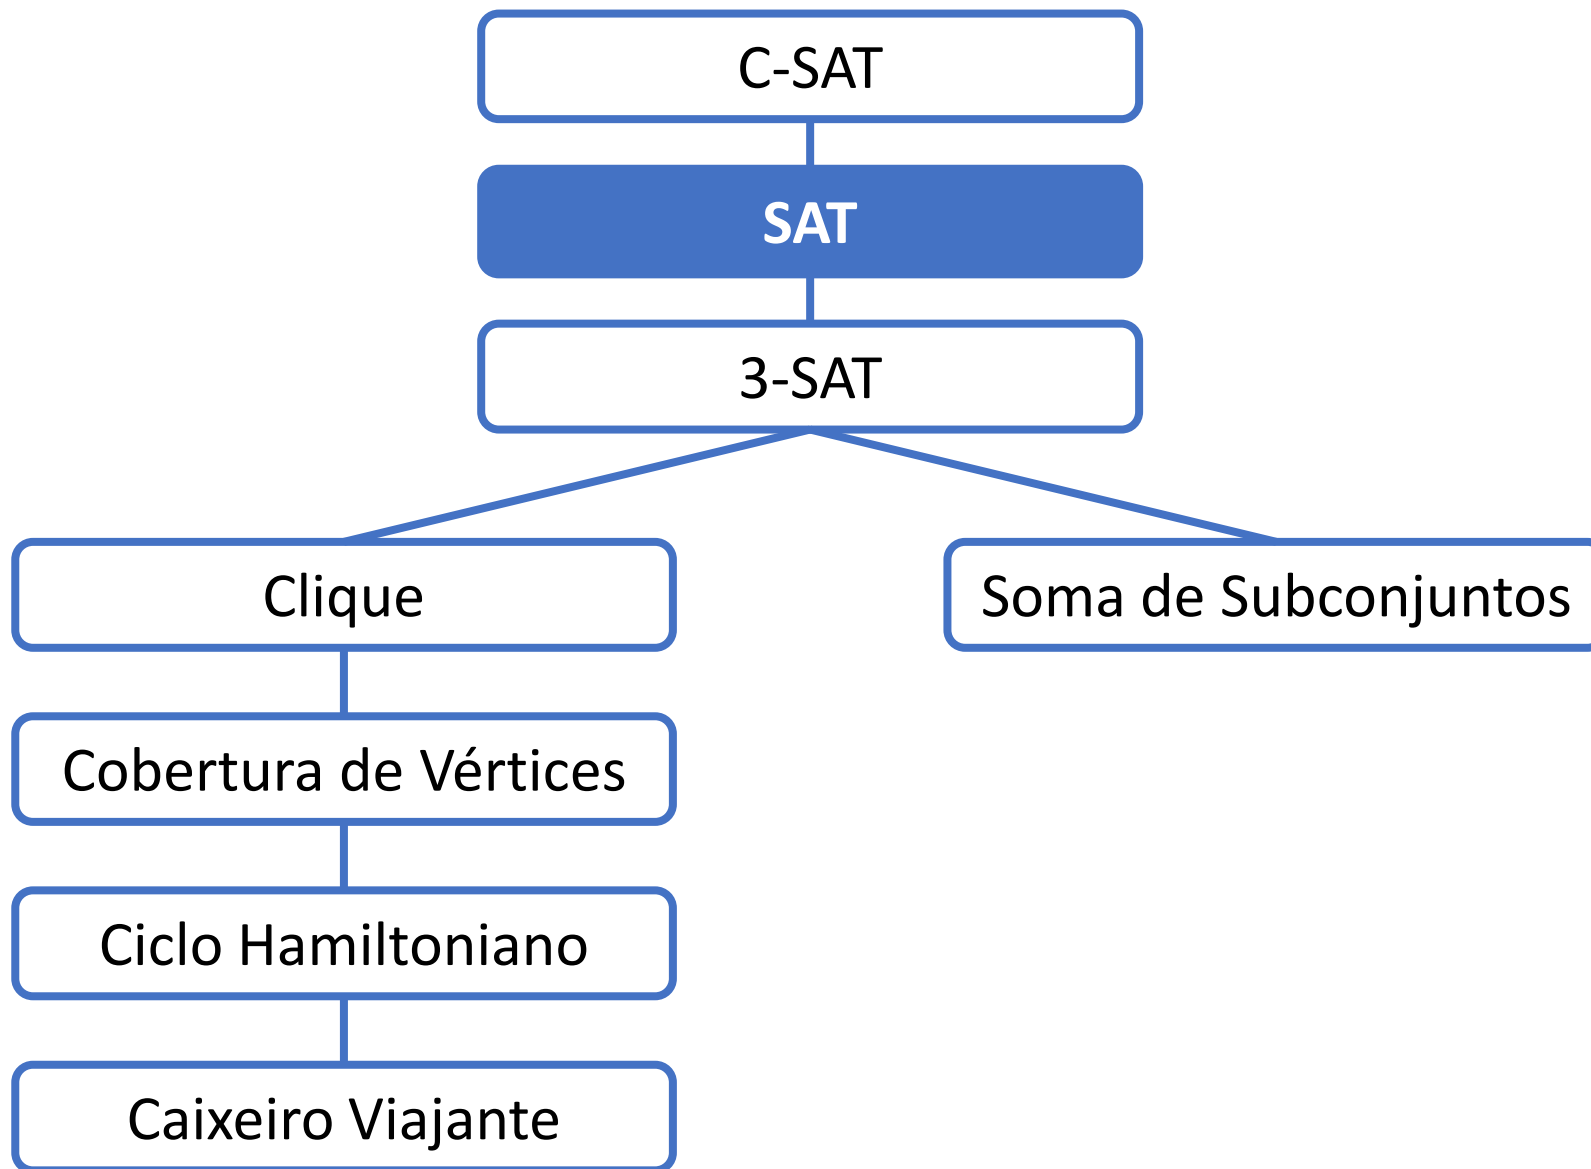 C-SAT
SAT
3-SAT
Clique
Soma de Subconjuntos
Cobertura de Vértices
Ciclo Hamiltoniano
Caixeiro Viajante